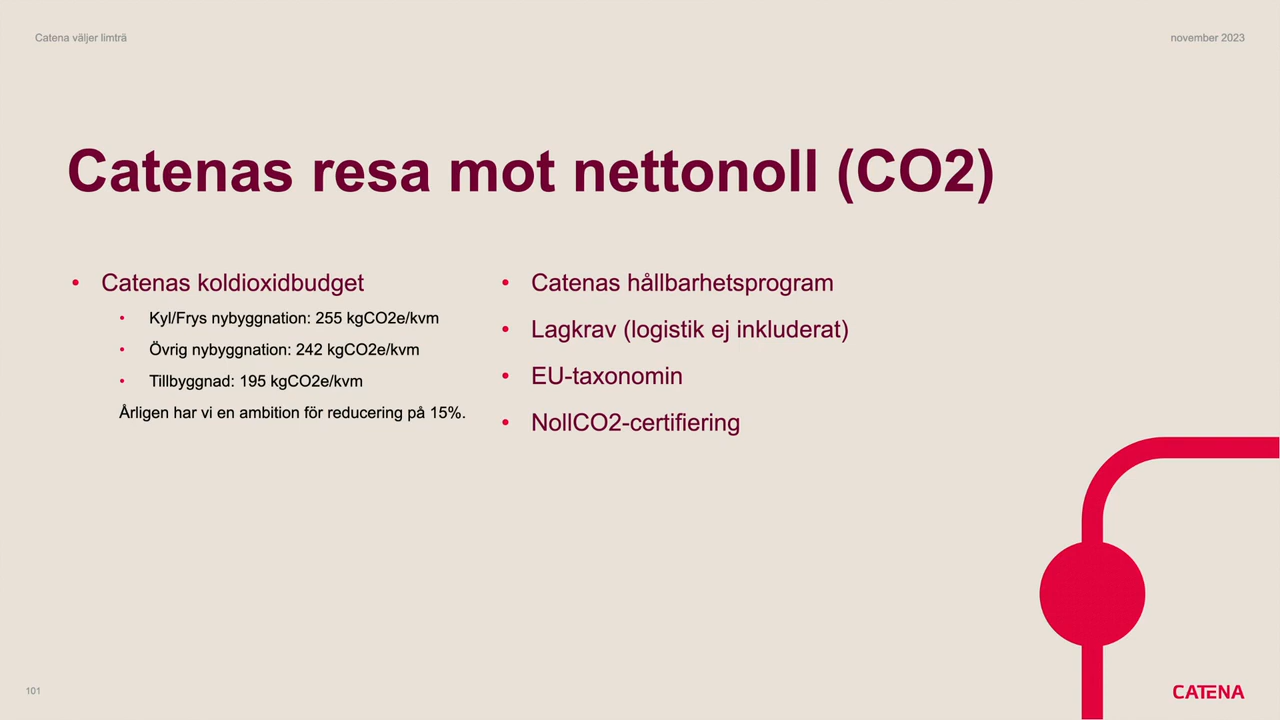 Catena väljer limträ
november 2023
Catenas resa mot nettonoll (CO2)
• Catenas koldioxidbudget
• Kyl/Frys nybyggnation: 255 kgCO2e/kvm
• Övrig nybyggnation: 242 kgCO2e/kvm
• Tillbyggnad: 195 kgCO2e/kvm
Årligen har vi en ambition för reducering på 15%.
• Catenas hållbarhetsprogram
• Lagkrav (logistik ej inkluderat)
• EU-taxonomin
• NollCO2-certifiering
101
CATENA